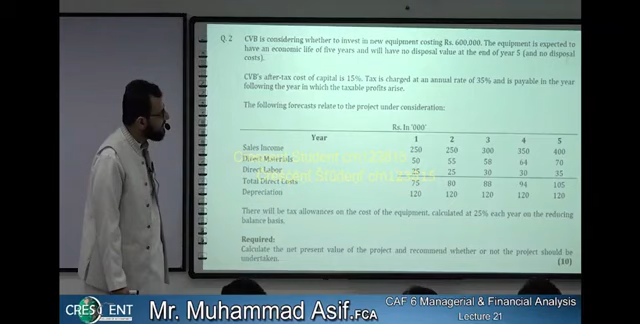 Q. 2 CVB is considering whether to invest in new equipment costing Rs. 600,000. The equipment is expected to
have an economic life of five years and will have no disposal value at the end of year 5 (and no disposal
costs).
CVB's after-tax cost of capital is 15%. Tax is charged at an annual rate of 35% and is payable in the year
following the year in which the taxable profits arise.
The following forecasts relate to the project under consideration:
Rs. In '000'
Year 1 2 3 4 5
Sales Income 250 250 300 350 400
Direct Materials 50 55 58 64 70
Direct Labor 25 25 30 30 35
Total Direct Costs 75 80 88 94 105
Depreciation 120 120 120 120 120
Crescent Student
There will be tax allowances on the cost of the equipment, calculated at 25% each year on the reducing
balance basis.
Required:
Calculate the net present value of the project and recommend whether or not the project should be
undertaken. (10)
CRESCENT
Mr. Muhammad Asif.FCA
CAF 6 Managerial & Financial Analysis
Lecture 21